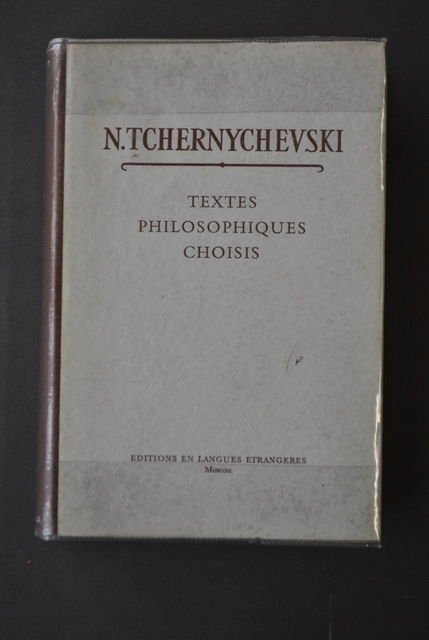 N.TCHERNYCHEVSKI
TEXTES
PHILOSOPHIQUES
CHOISIS
EDITIONS EN LANGUES ETRANGERES
Moscou